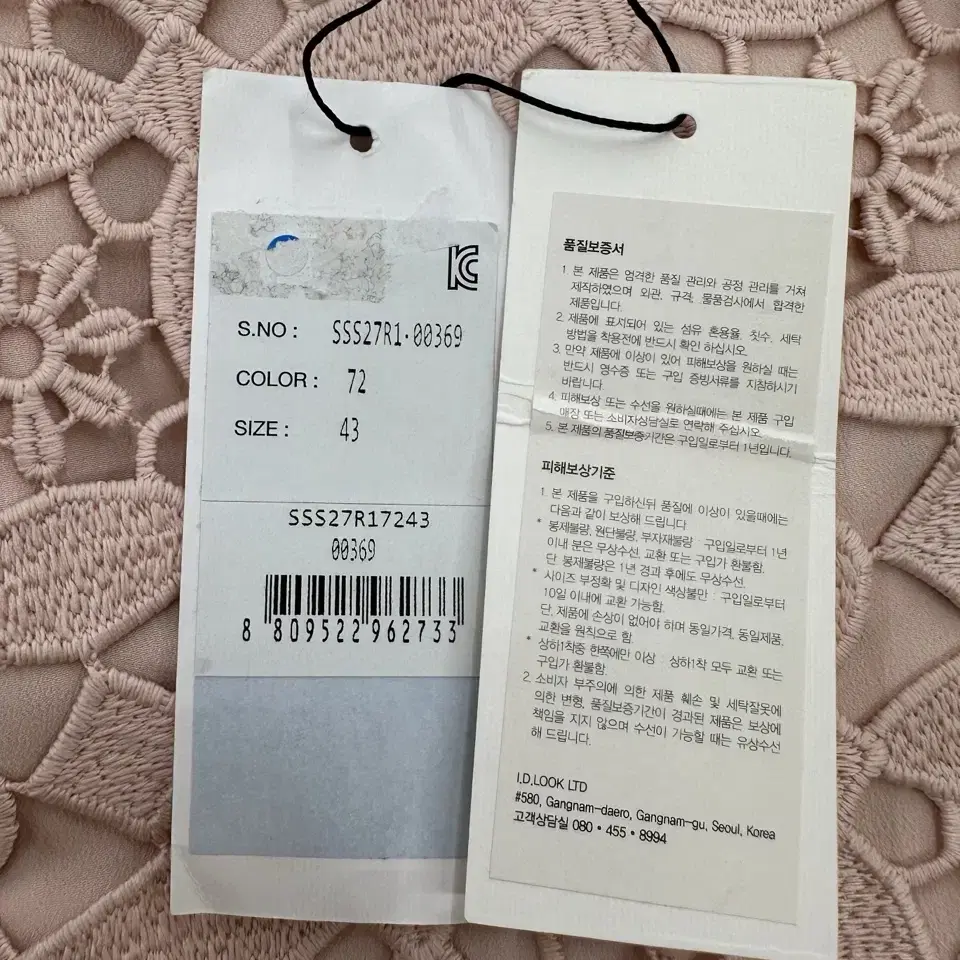 S.NO : SSS27R1-00369
COLOR : 72
SIZE : 43
SSS27R17243
00369
8 809522 962733
품질보증서
1. 본 제품은 엄격한 품질 관리와 공정 관리를 거쳐
제작하였으며 외관, 규격, 물품검사에서 합격한
제품입니다.
2. 제품에 표지되어 있는 섬유 혼용율, 칫수, 세탁
방법을 착용전에 반드시 확인 하십시오.
3. 만약 제품에 이상이 있어 피해보상을 원하실 때는
반드시 영수증 또는 구입 증빙서류를 지참하시기
바랍니다.
4. 피해보상 또는 수선을 원하실때에는 본 제품 구입
매장 또는 소비자상담실로 연락해 주십시오.
5. 본 제품의 품질보증기간은 구입일로부터 1년입니다.
피해보상기준
1. 본 제품을 구입하신뒤 품질에 이상이 있을때에는
다음과 같이 보상해 드립니다
* 봉제불량, 원단불량, 부자재불량 : 구입일로부터 1년
이내 분은 무상수선, 교환 또는 구입가 환불함.
단, 봉제불량은 1년 경과 후에도 무상수선.
* 사이즈 부정확 및 디자인 색상불만 : 구입일로부터
10일 이내에 교환 가능함.
단, 제품에 손상이 없어야 하며 동일가격, 동일제품,
교환을 원칙으로 함.
* 상하1착중 한쪽에만 이상 : 상하1착 모두 교환 또는
구입가 환불함.
2. 소비자 부주의에 의한 제품 훼손 및 세탁잘못에
의한 변형, 품질보증기간이 경과된 제품은 보상에
책임을 지지 않으며 수선이 가능할 때는 유상수선
해 드립니다.
I.D.LOOK LTD
#580, Gangnam-daero, Gangnam-gu, Seoul, Korea
고객상담실 080 • 455 • 8994